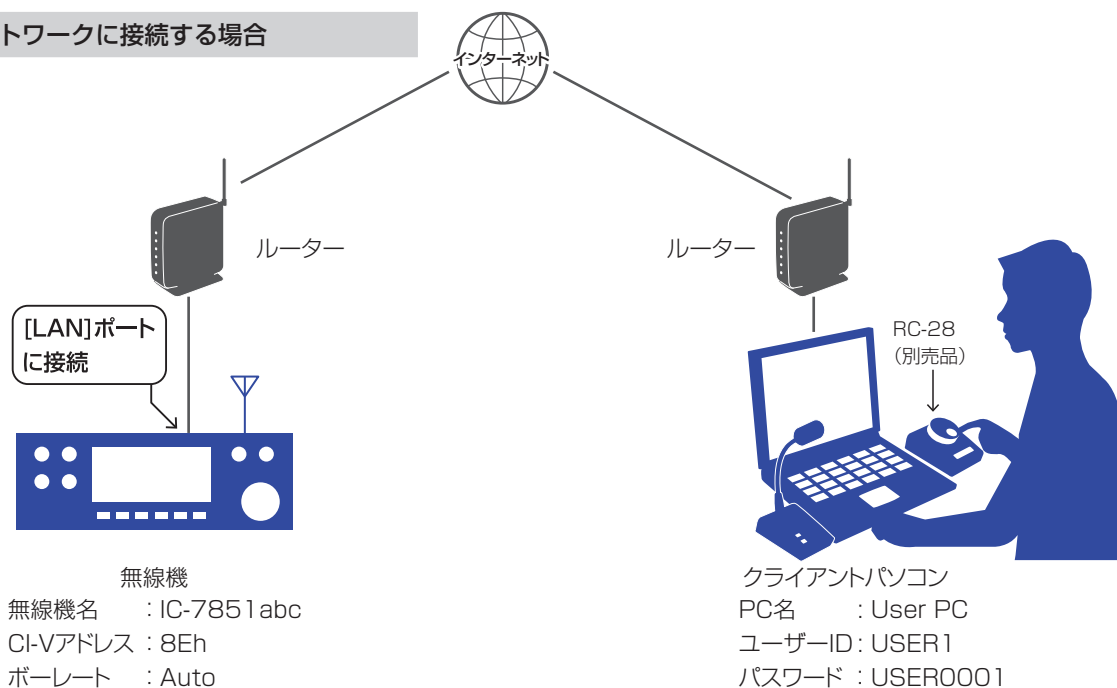 トワークに接続する場合
インターネット
ルーター
ルーター
[LAN]ポート
に接続
RC-28
（別売品）
無線機
無線機名 ：IC-7851abc
CI-Vアドレス：8Eh
ボーレート ：Auto
クライアントパソコン
PC名 ：User PC
ユーザーID：USER1
パスワード ：USER0001